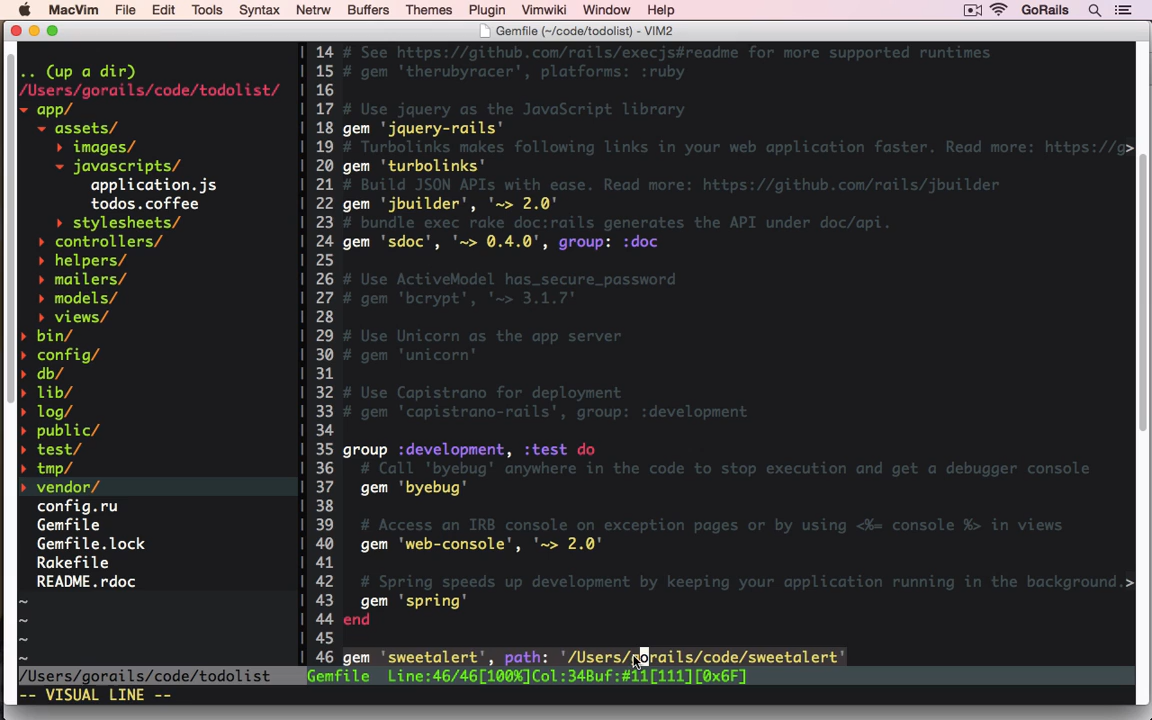 MacVim File Edit Tools Syntax Netrw Buffers Themes Plugin Vimwiki Window Help GoRails
Gemfile (~/code/todolist) - VIM2
.. (up a dir)
/Users/gorails/code/todolist/
app/
assets/
images/
javascripts/
application.js
todos.coffee
stylesheets/
controllers/
helpers/
mailers/
models/
views/
bin/
config/
db/
lib/
log/
public/
test/
tmp/
vendor/
config.ru
Gemfile
Gemfile.lock
Rakefile
README.rdoc
~
~
~
~
14 # See https://github.com/rails/execjs#readme for more supported runtimes
15 # gem 'therubyracer', platforms: :ruby
16
17 # Use jquery as the JavaScript library
18 gem 'jquery-rails'
19 # Turbolinks makes following links in your web application faster. Read more: https://g>
20 gem 'turbolinks'
21 # Build JSON APIs with ease. Read more: https://github.com/rails/jbuilder
22 gem 'jbuilder', '~> 2.0'
23 # bundle exec rake doc:rails generates the API under doc/api.
24 gem 'sdoc', '~> 0.4.0', group: :doc
25
26 # Use ActiveModel has_secure_password
27 # gem 'bcrypt', '~> 3.1.7'
28
29 # Use Unicorn as the app server
30 # gem 'unicorn'
31
32 # Use Capistrano for deployment
33 # gem 'capistrano-rails', group: :development
34
35 group :development, :test do
36   # Call 'byebug' anywhere in the code to stop execution and get a debugger console
37   gem 'byebug'
38
39   # Access an IRB console on exception pages or by using <%= console %> in views
40   gem 'web-console', '~> 2.0'
41
42   # Spring speeds up development by keeping your application running in the background.>
43   gem 'spring'
44 end
45
46 gem 'sweetalert', path: '/Users/gorails/code/sweetalert'
/Users/gorails/code/todolist Gemfile Line:46/46[100%]Col:34Buf:#11[111][0x6F]
-- VISUAL LINE --